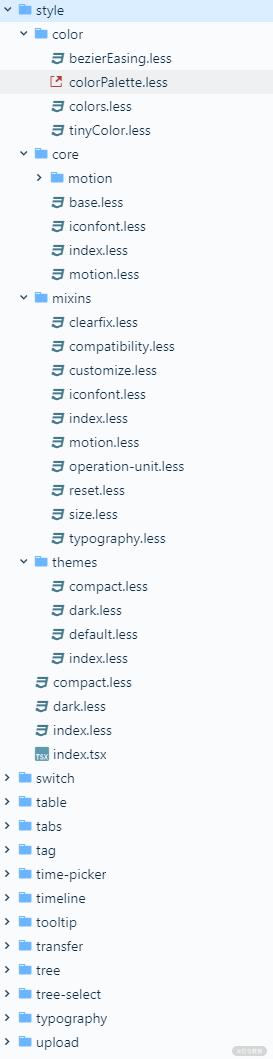 style
color
bezierEasing.less
colorPalette.less
colors.less
tinyColor.less
core
motion
base.less
iconfont.less
index.less
motion.less
mixins
clearfix.less
compatibility.less
customize.less
iconfont.less
index.less
motion.less
operation-unit.less
reset.less
size.less
typography.less
themes
compact.less
dark.less
default.less
index.less
compact.less
dark.less
index.less
TSX index.tsx
switch
table
tabs
tag
time-picker
timeline
tooltip
transfer
tree
tree-select
typography
upload